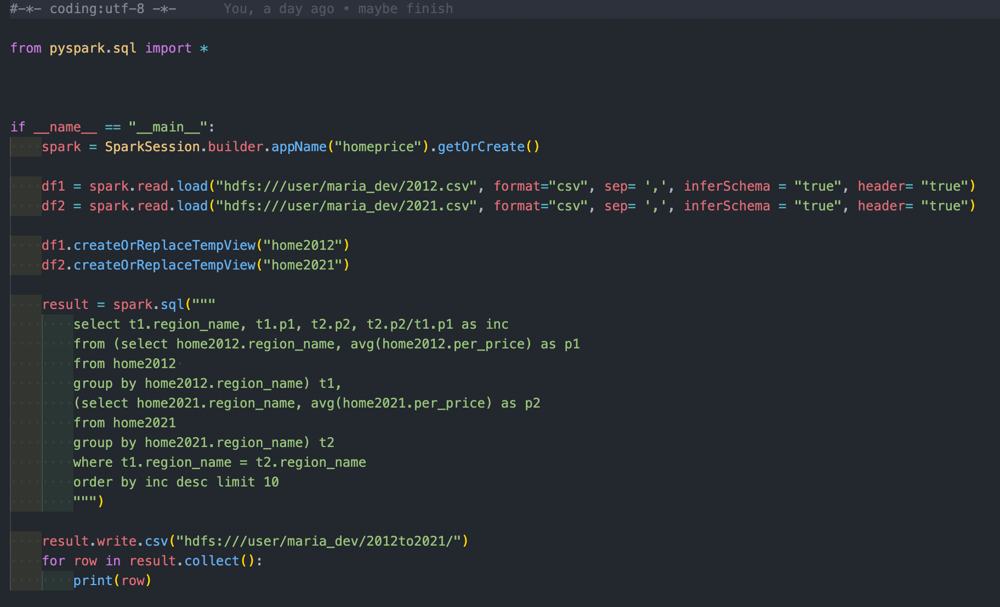 #-*- coding:utf-8 -*-      You, a day ago • maybe finish
from pyspark.sql import *
if __name__ == "__main__":
    spark = SparkSession.builder.appName("homeprice").getOrCreate()
    df1 = spark.read.load("hdfs:///user/maria_dev/2012.csv", format="csv", sep= ',', inferSchema = "true", header= "true")
    df2 = spark.read.load("hdfs:///user/maria_dev/2021.csv", format="csv", sep= ',', inferSchema = "true", header= "true")
    df1.createOrReplaceTempView("home2012")
    df2.createOrReplaceTempView("home2021")
    result = spark.sql("""
        select t1.region_name, t1.p1, t2.p2, t2.p2/t1.p1 as inc
        from (select home2012.region_name, avg(home2012.per_price) as p1
        from home2012
        group by home2012.region_name) t1,
        (select home2021.region_name, avg(home2021.per_price) as p2
        from home2021
        group by home2021.region_name) t2
        where t1.region_name = t2.region_name
        order by inc desc limit 10
        """)
    result.write.csv("hdfs:///user/maria_dev/2012to2021/")
    for row in result.collect():
        print(row)